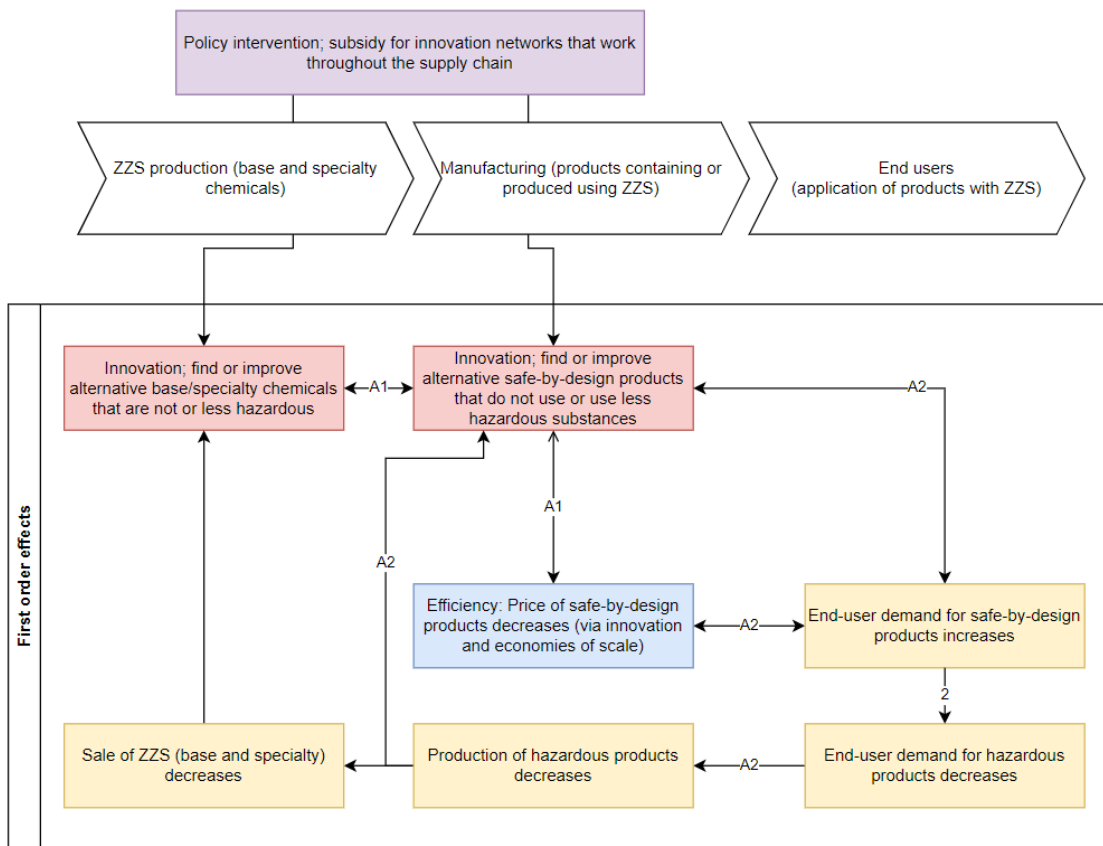 Policy intervention; subsidy for innovation networks that work
throughout the supply chain
ZZS production (base and specialty
chemicals)
Manufacturing (products containing or
produced using ZZS)
End users
(application of products with ZZS)
First order effects
Innovation; find or improve
alternative base/specialty chemicals
that are not or less hazardous
A1
Innovation; find or improve
alternative safe-by-design products
that do not use or use less
hazardous substances
A2
A1
A2
Efficiency: Price of safe-by-design
products decreases (via innovation
and economies of scale)
A2
End-user demand for safe-by-design
products increases
2
Sale of ZZS (base and specialty)
decreases
Production of hazardous products
decreases
A2
End-user demand for hazardous
products decreases